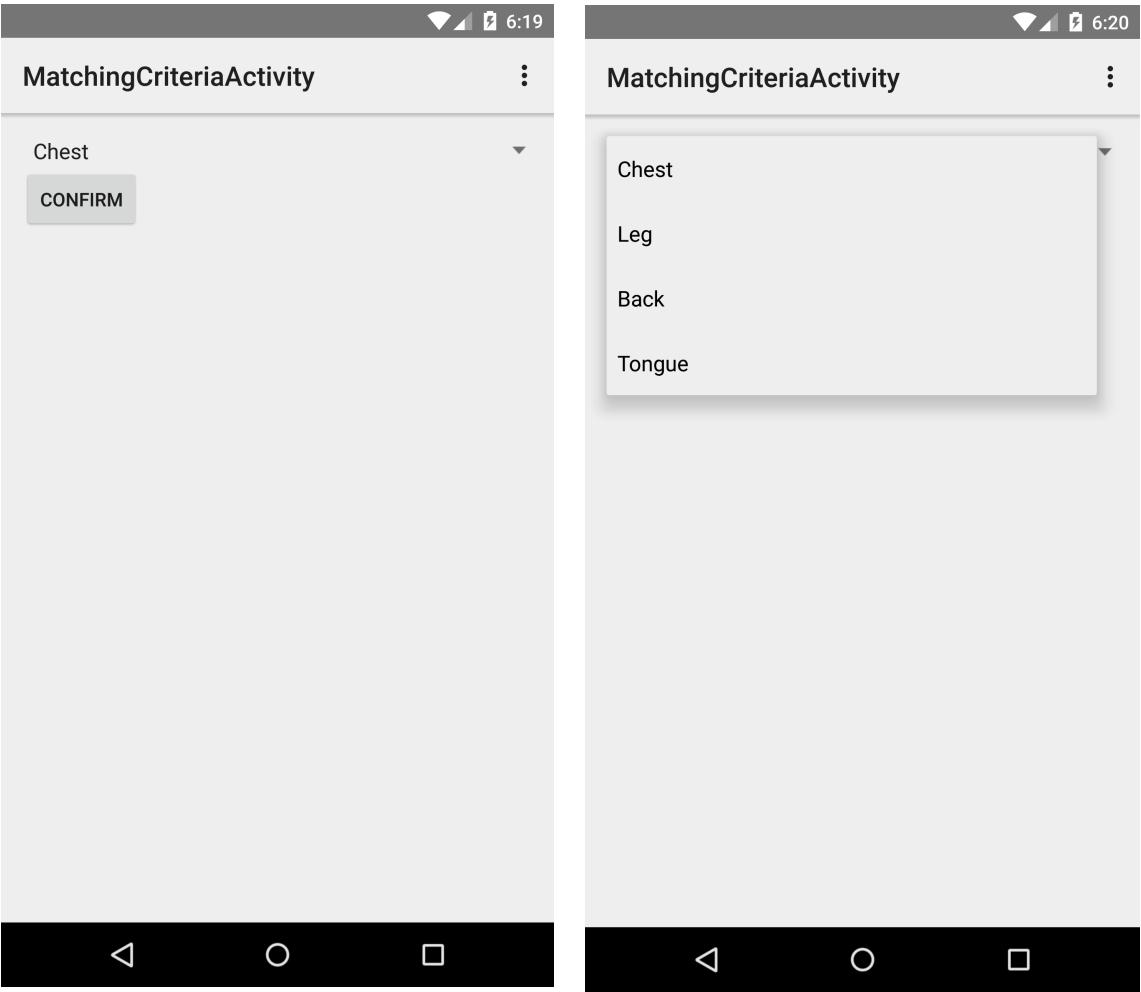 6:19
MatchingCriteriaActivity
Chest
CONFIRM
6:20
MatchingCriteriaActivity
Chest
Leg
Back
Tongue